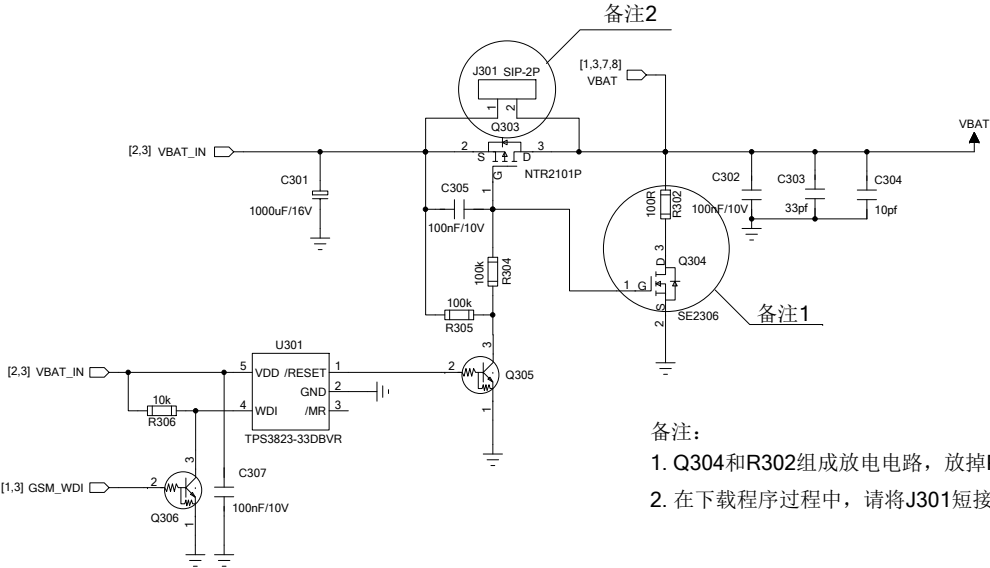 备注2
[1,3,7,8]
VBAT
J301 SIP-2P
1
2
Q303
VBAT
[2,3] VBAT_IN
2
3
S
D
G
1
NTR2101P
C301
1000uF/16V
C305
100nF/10V
C302
100nF/10V
C303
33pf
C304
10pf
100R
R302
3
D
Q304
1
G
S
2
SE2306
备注1
100k
R304
100k
R305
U301
[2,3] VBAT_IN
5
VDD
/RESET
1
GND
2
4
WDI
/MR
3
TPS3823-33DBVR
2
3
1
Q305
10k
R306
[1,3] GSM_WDI
2
3
1
Q306
C307
100nF/10V
备注:
1. Q304和R302组成放电电路,放掉
2. 在下载程序过程中,请将J301短接